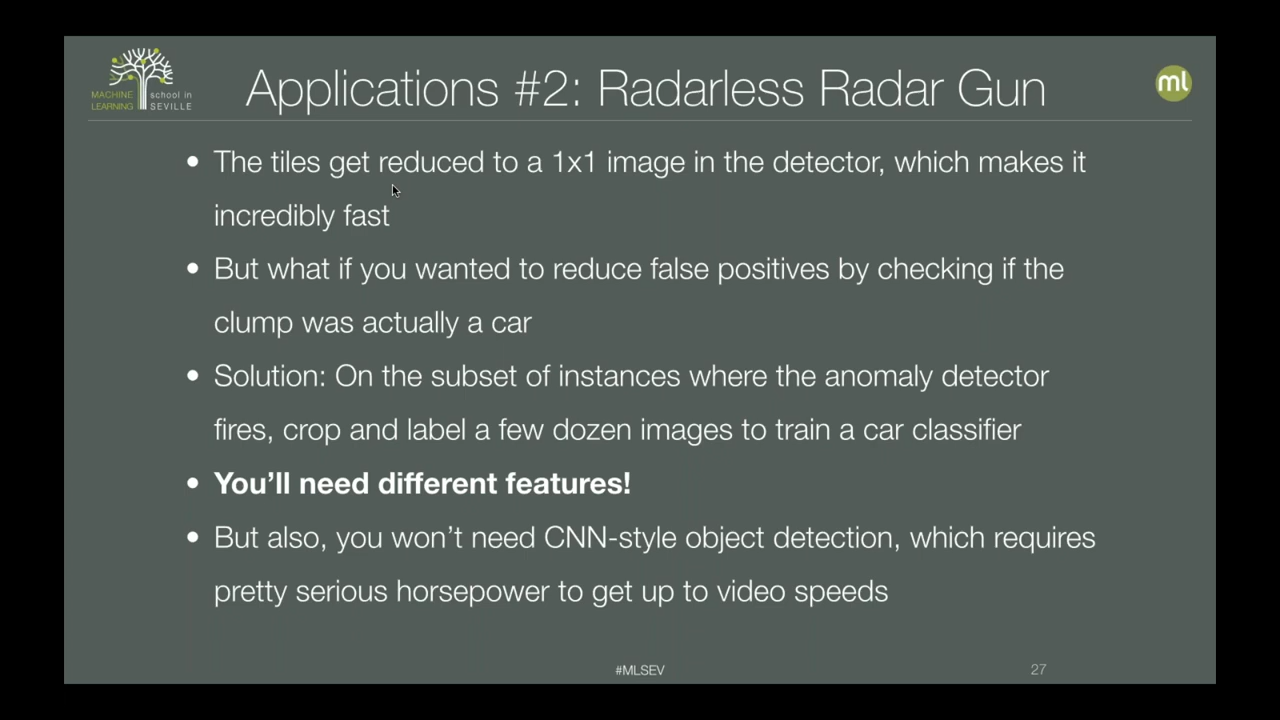 MACHINE school in
LEARNING SEVILLE
Applications #2: Radarless Radar Gun
ml
• The tiles get reduced to a 1x1 image in the detector, which makes it
incredibly fast
• But what if you wanted to reduce false positives by checking if the
clump was actually a car
• Solution: On the subset of instances where the anomaly detector
fires, crop and label a few dozen images to train a car classifier
• You’ll need different features!
• But also, you won’t need CNN-style object detection, which requires
pretty serious horsepower to get up to video speeds
#MLSEV
27